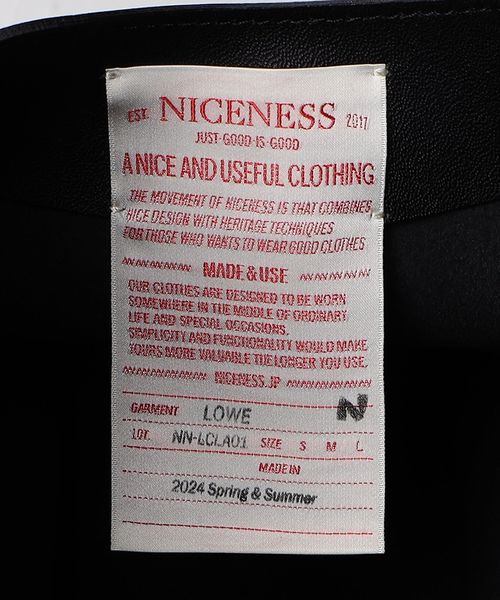 EST. NICENESS 2017
JUST·GOOD·IS·GOOD
A NICE AND USEFUL CLOTHING
THE MOVEMENT OF NICENESS IS THAT COMBINES
NICE DESIGN WITH HERITAGE TECHNIQUES
FOR THOSE WHO WANTS TO WEAR GOOD CLOTHES
MADE & USE
OUR CLOTHES ARE DESIGNED TO BE WORN
SOMEWHERE IN THE MIDDLE OF ORDINARY
LIFE AND SPECIAL OCCASIONS.
SIMPLICITY AND FUNCTIONALITY WOULD MAKE
YOURS MORE VALUABLE THE LONGER YOU USE.
NICENESS.JP
GARMENT LOWE N
LOT. NN-LCLA01 SIZE S M L
MADE IN
2024 Spring & Summer